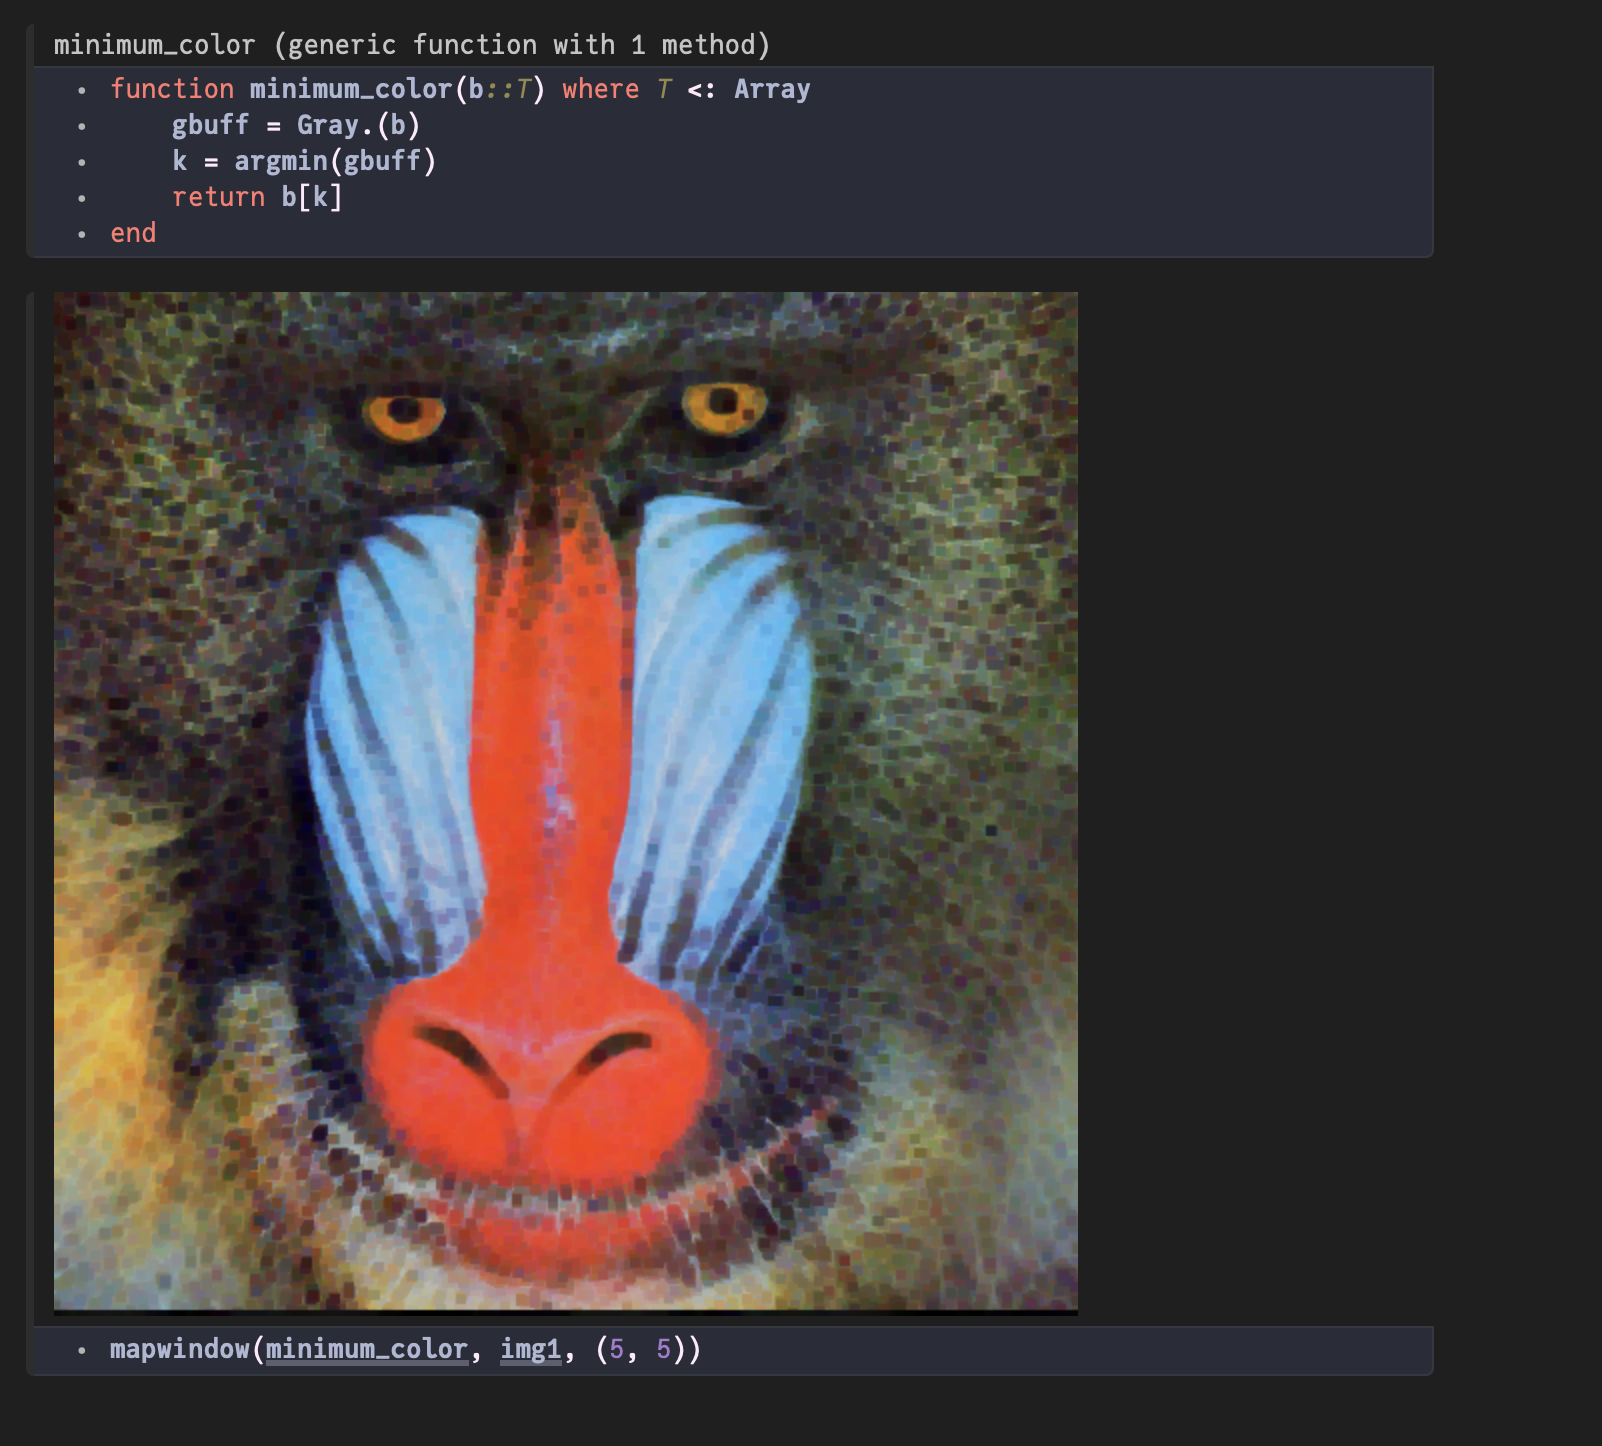 minimum_color (generic function with 1 method)
function minimum_color(b::T) where T <: Array
    gbuff = Gray.(b)
    k = argmin(gbuff)
    return b[k]
end
mapwindow(minimum_color, img1, (5, 5))